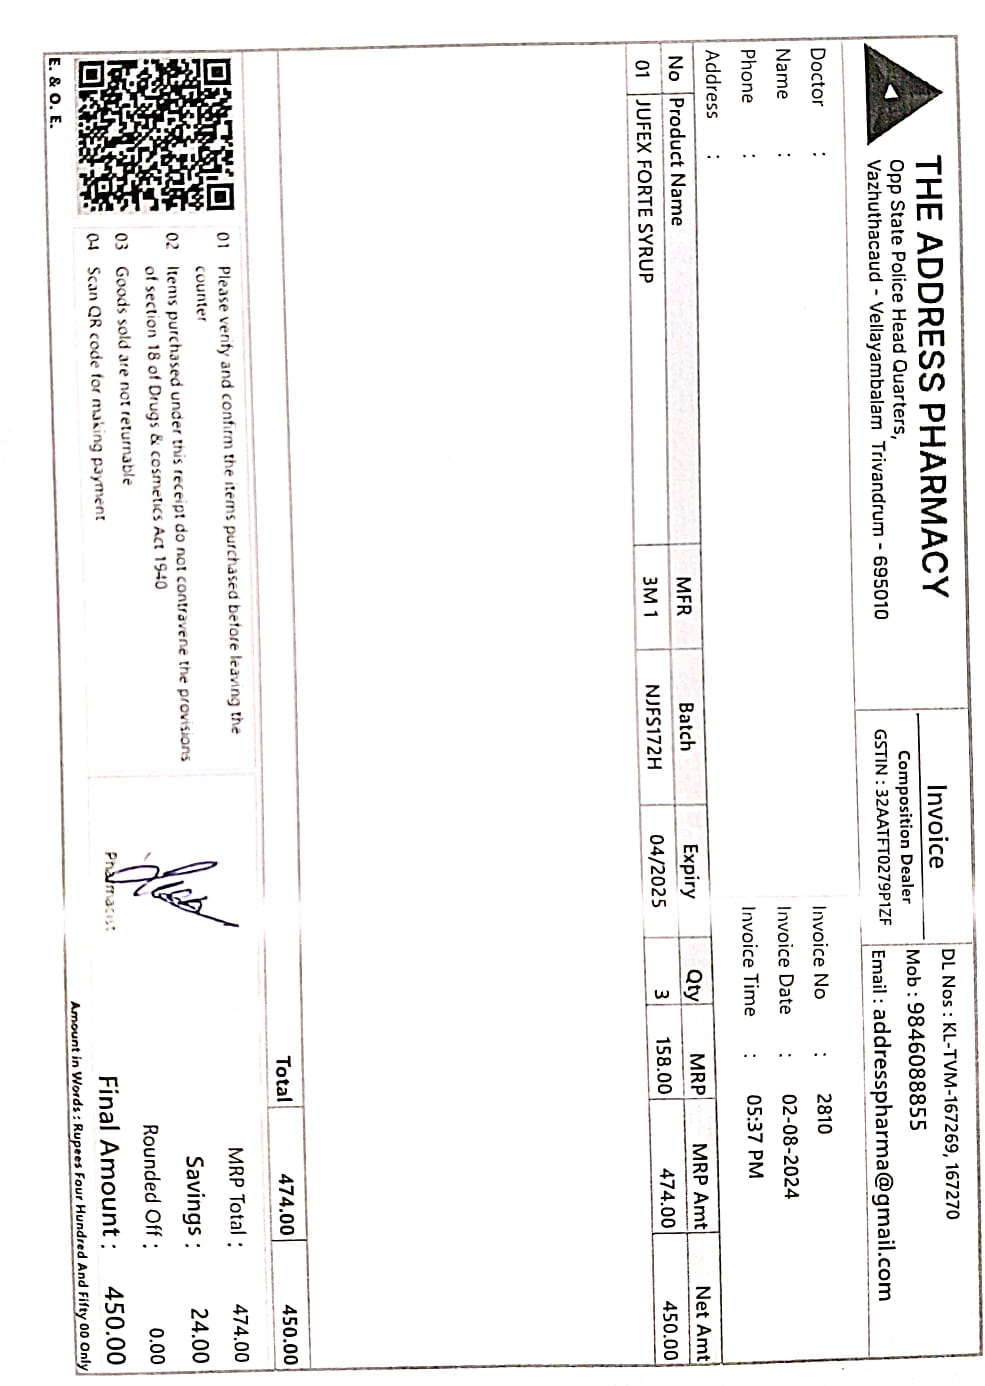 THE ADDRESS PHARMACY
Opp State Police Head Quarters,
Vazhuthacaud - Vellayambalam Trivandrum - 695010
Invoice
Composition Dealer
GSTIN : 32AATFT0279P1ZF
DL Nos : KL-TVM-167269, 167270
Mob : 9846088855
Email : addresspharma@gmail.com
Doctor :
Name :
Phone :
Address :
Invoice No : 2810
Invoice Date : 02-08-2024
Invoice Time : 05:37 PM
No Product Name MFR Batch Expiry Qty MRP MRP Amt Net Amt
01 JUFEX FORTE SYRUP 3M 1 NJFS172H 04/2025 3 158.00 474.00 450.00
Total 474.00 450.00
01 Please verify and confirm the items purchased before leaving the
counter
02 Items purchased under this receipt do not contravene the provisions
of section 18 of Drugs & cosmetics Act 1940
03 Goods sold are not returnable
04 Scan QR code for making payment
E. & O. E.
Pharmacist
MRP Total : 474.00
Savings : 24.00
Rounded Off : 0.00
Final Amount : 450.00
Amount in Words : Rupees Four Hundred And Fifty 00 Only